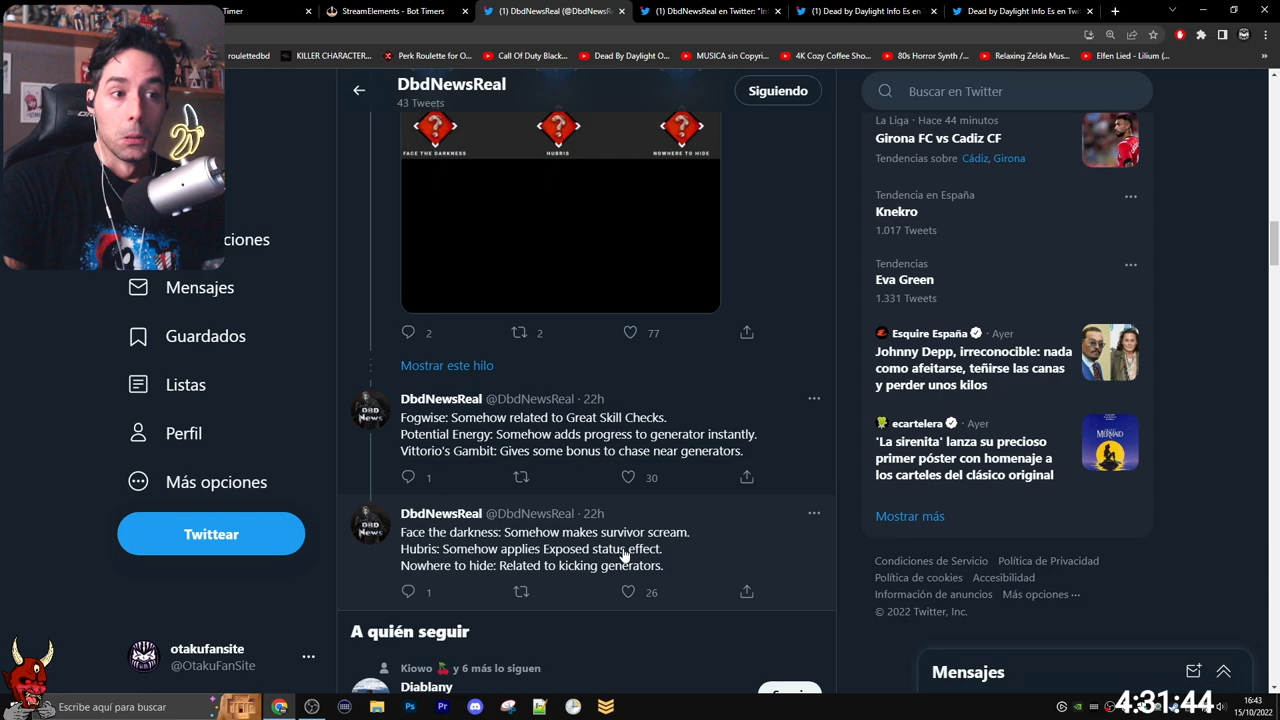 Timer
StreamElements - Bot Timers
(1) DbdNewsReal (@DbdNewsRe
(1) DbdNewsReal en Twitter: "In
(1) Dead by Daylight Info Es en
Dead by Daylight Info Es en Tw
roulettedbd
KILLER CHARACTER...
Perk Roulette for O...
Call Of Duty Black...
Dead By Daylight O...
MUSICA sin Copyri...
4K Cozy Coffee Sho...
80s Horror Synth /...
Relaxing Zelda Mus...
Elfen Lied - Lilium (...
»
ciones
Mensajes
Guardados
Listas
Perfil
Más opciones
Twittear
otakufansite
@OtakuFanSite
DbdNewsReal
43 Tweets
Siguiendo
FACE THE DARKNESS
HUBRIS
NOWHERE TO HIDE
2
2
77
Mostrar este hilo
DbdNewsReal @DbdNewsReal · 22h
Fogwise: Somehow related to Great Skill Checks.
Potential Energy: Somehow adds progress to generator instantly.
Vittorio's Gambit: Gives some bonus to chase near generators.
1
30
DbdNewsReal @DbdNewsReal · 22h
Face the darkness: Somehow makes survivor scream.
Hubris: Somehow applies Exposed status effect.
Nowhere to hide: Related to kicking generators.
1
26
DBD
News
DBD
News
A quién seguir
Kiowo y 6 más lo siguen
Diablany
Buscar en Twitter
La Liga · Hace 44 minutos
Girona FC vs Cadiz CF
Tendencias sobre Cádiz, Girona
Tendencia en España
Knekro
1.017 Tweets
Tendencias
Eva Green
1.331 Tweets
Esquire España · Ayer
Johnny Depp, irreconocible: nada
como afeitarse, teñirse las canas
y perder unos kilos
ecartelera · Ayer
'La sirenita' lanza su precioso
primer póster con homenaje a
los carteles del clásico original
Mostrar más
Condiciones de Servicio Política de Privacidad
Política de cookies Accesibilidad
Información de anuncios Más opciones ···
© 2022 Twitter, Inc.
Mensajes
4:31:44
Escribe aquí para buscar
16:43
15/10/2022